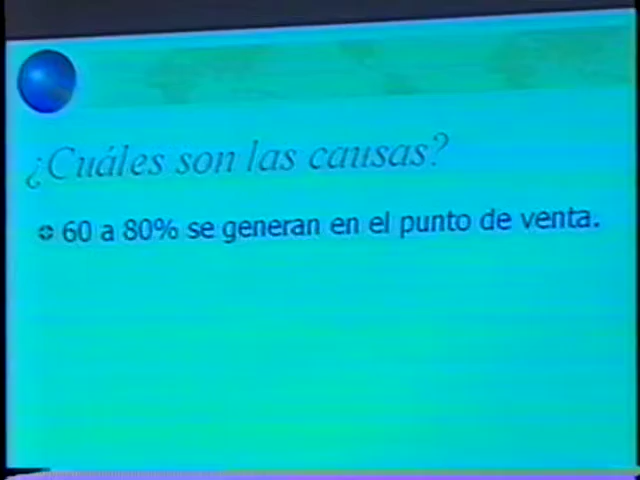 ¿Cuáles son las causas?
60 a 80% se generan en el punto de venta.